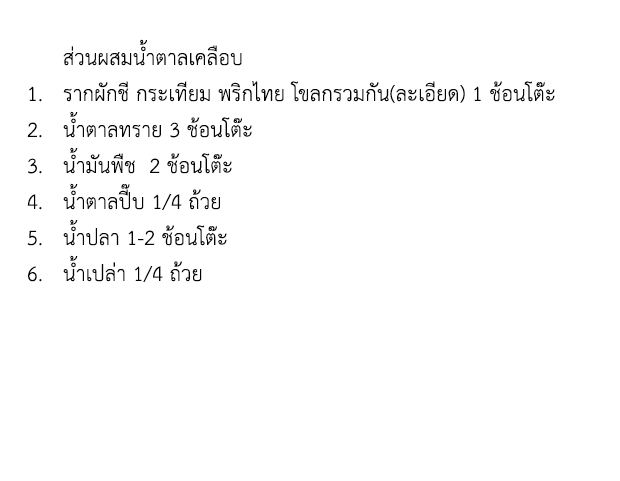 ส่วนผสมน้ำตาลเคลือบ
1. รากผักชี กระเทียม พริกไทย โขลกรวมกัน(ละเอียด) 1 ช้อนโต๊ะ
2. น้ำตาลทราย 3 ช้อนโต๊ะ
3. น้ำมันพืช 2 ช้อนโต๊ะ
4. น้ำตาลปี๊บ 1/4 ถ้วย
5. น้ำปลา 1-2 ช้อนโต๊ะ
6. น้ำเปล่า 1/4 ถ้วย